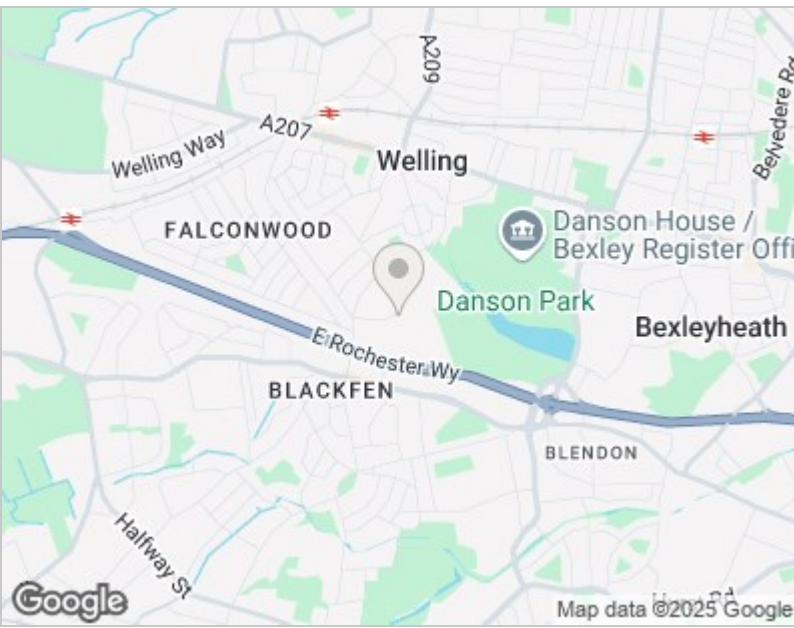 A209
Belvedere Rd
A207
Welling Way
Welling
FALCONWOOD
Danson House /
Bexley Register Offi
Danson Park
Bexleyheath
E Rochester Wy
BLACKFEN
BLENDON
Halfway St
Google
Map data ©2025 Google